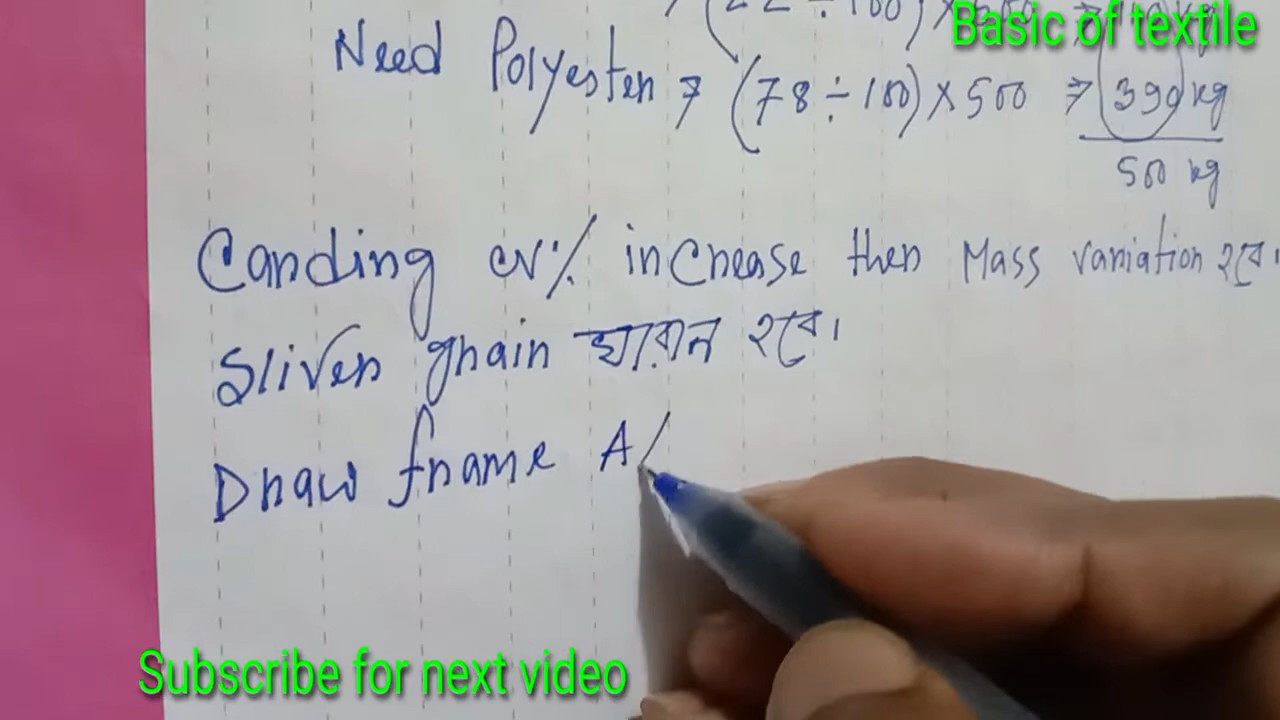 Basic of textile
Need Polyester ⇒ (78 ÷ 100) × 500 ⇒ 390 kg
500 kg
Carding cv% increase then Mass variation হবে।
Sliver grain খারাপ হবে।
Draw frame A/
Subscribe for next video